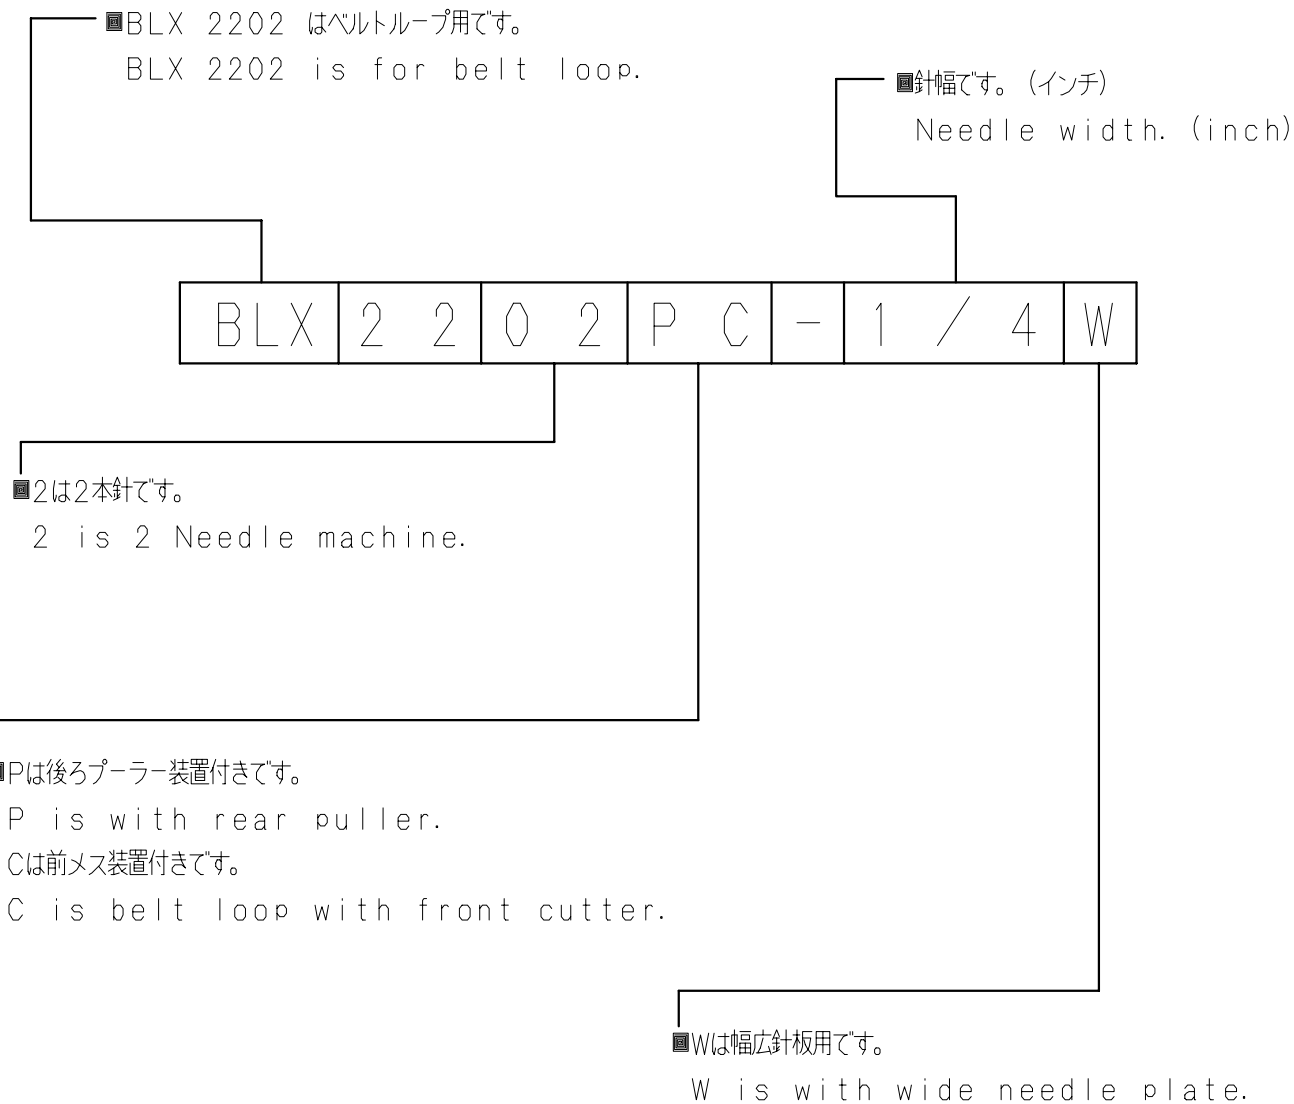 ▣BLX 2202 はベルトループ用です。
BLX 2202 is for belt loop.
▣針幅です。(インチ)
Needle width. (inch)
BLX 2 2 0 2 P C - 1 / 4 W
▣2は2本針です。
2 is 2 Needle machine.
▣Pは後ろプーラー装置付きです。
P is with rear puller.
Cは前メス装置付きです。
C is belt loop with front cutter.
▣Wは幅広針板用です。
W is with wide needle plate.